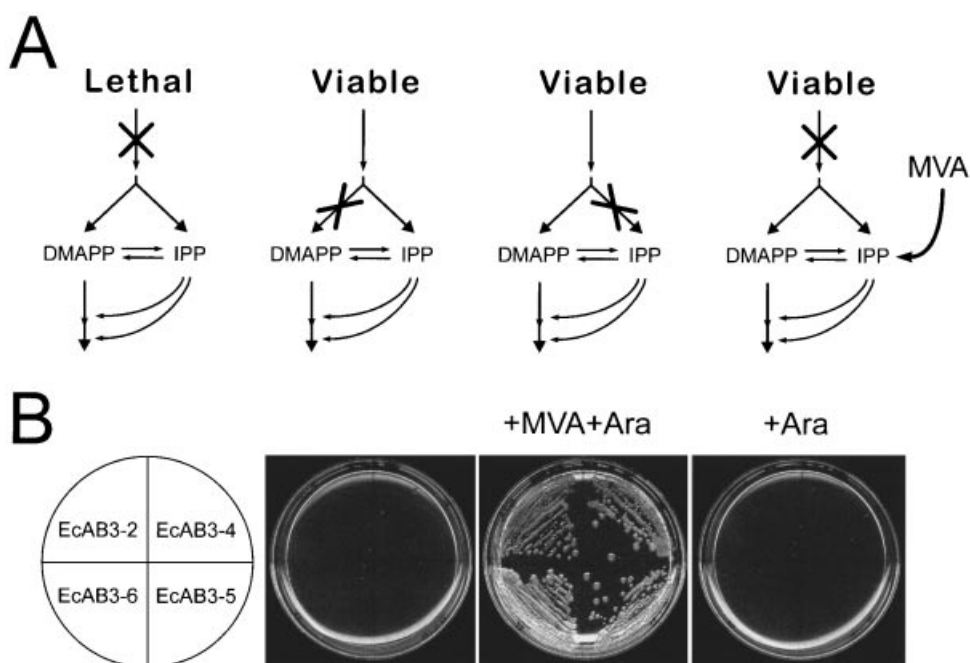 A
Lethal Viable Viable Viable
MVA
DMAPP IPP DMAPP IPP DMAPP IPP DMAPP IPP
B
+MVA+Ara +Ara
EcAB3-2 EcAB3-4
EcAB3-6 EcAB3-5